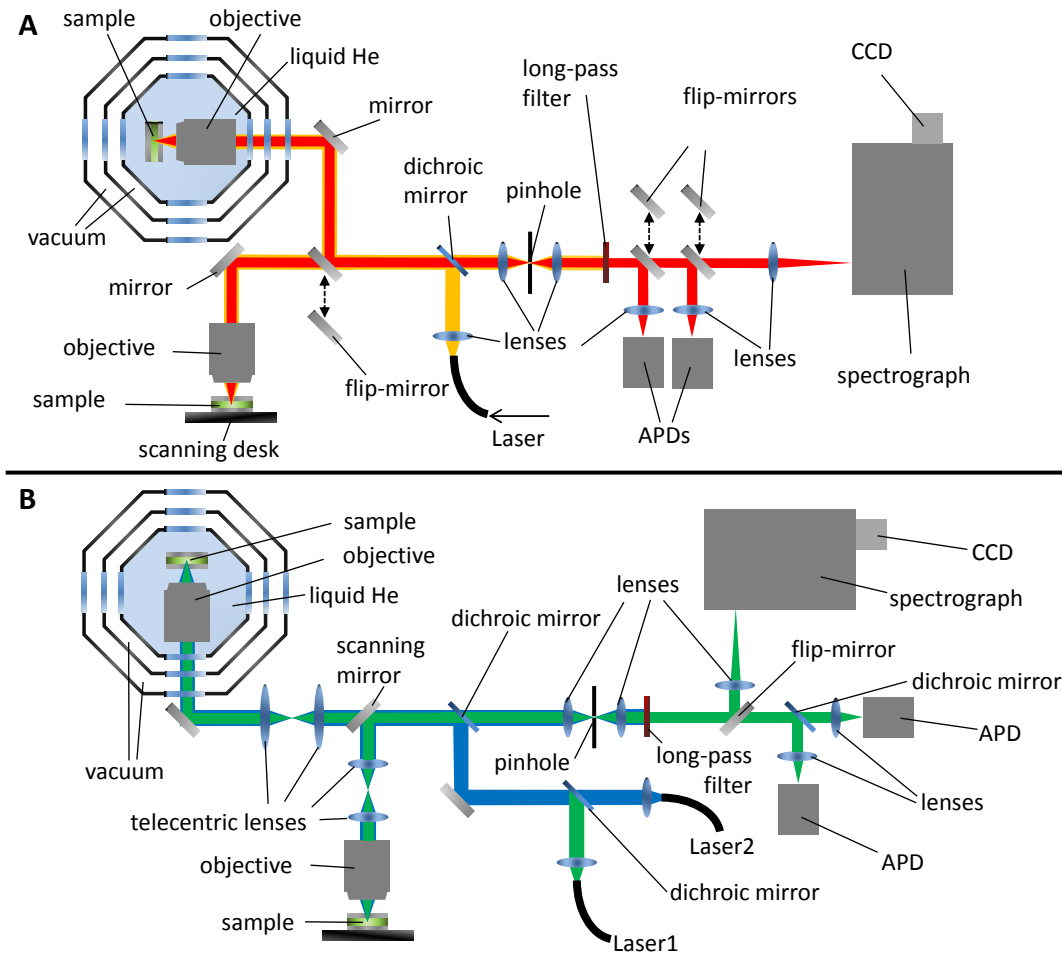 A
sample
objective
liquid He
mirror
long-pass
filter
flip-mirrors
CCD
dichroic
mirror
pinhole
vacuum
mirror
objective
flip-mirror
lenses
lenses
spectrograph
sample
scanning desk
Laser
APDs
B
sample
objective
liquid He
scanning
mirror
dichroic mirror
lenses
CCD
spectrograph
flip-mirror
dichroic mirror
vacuum
pinhole
long-pass
filter
APD
lenses
telecentric lenses
objective
Laser2
APD
dichroic mirror
sample
Laser1